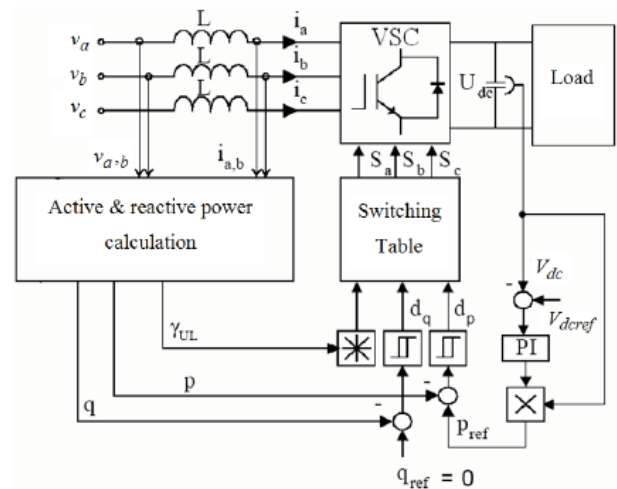 L
i_a
v_a
VSC
L
i_b
v_b
U_dc
Load
L
i_c
v_c
v_a,b
i_a,b
S_a
S_b
S_c
Active & reactive power
calculation
Switching
Table
V_dc
-
V_dcref
d_q
d_p
γ_UL
PI
p
-
q
-
p_ref
q_ref = 0